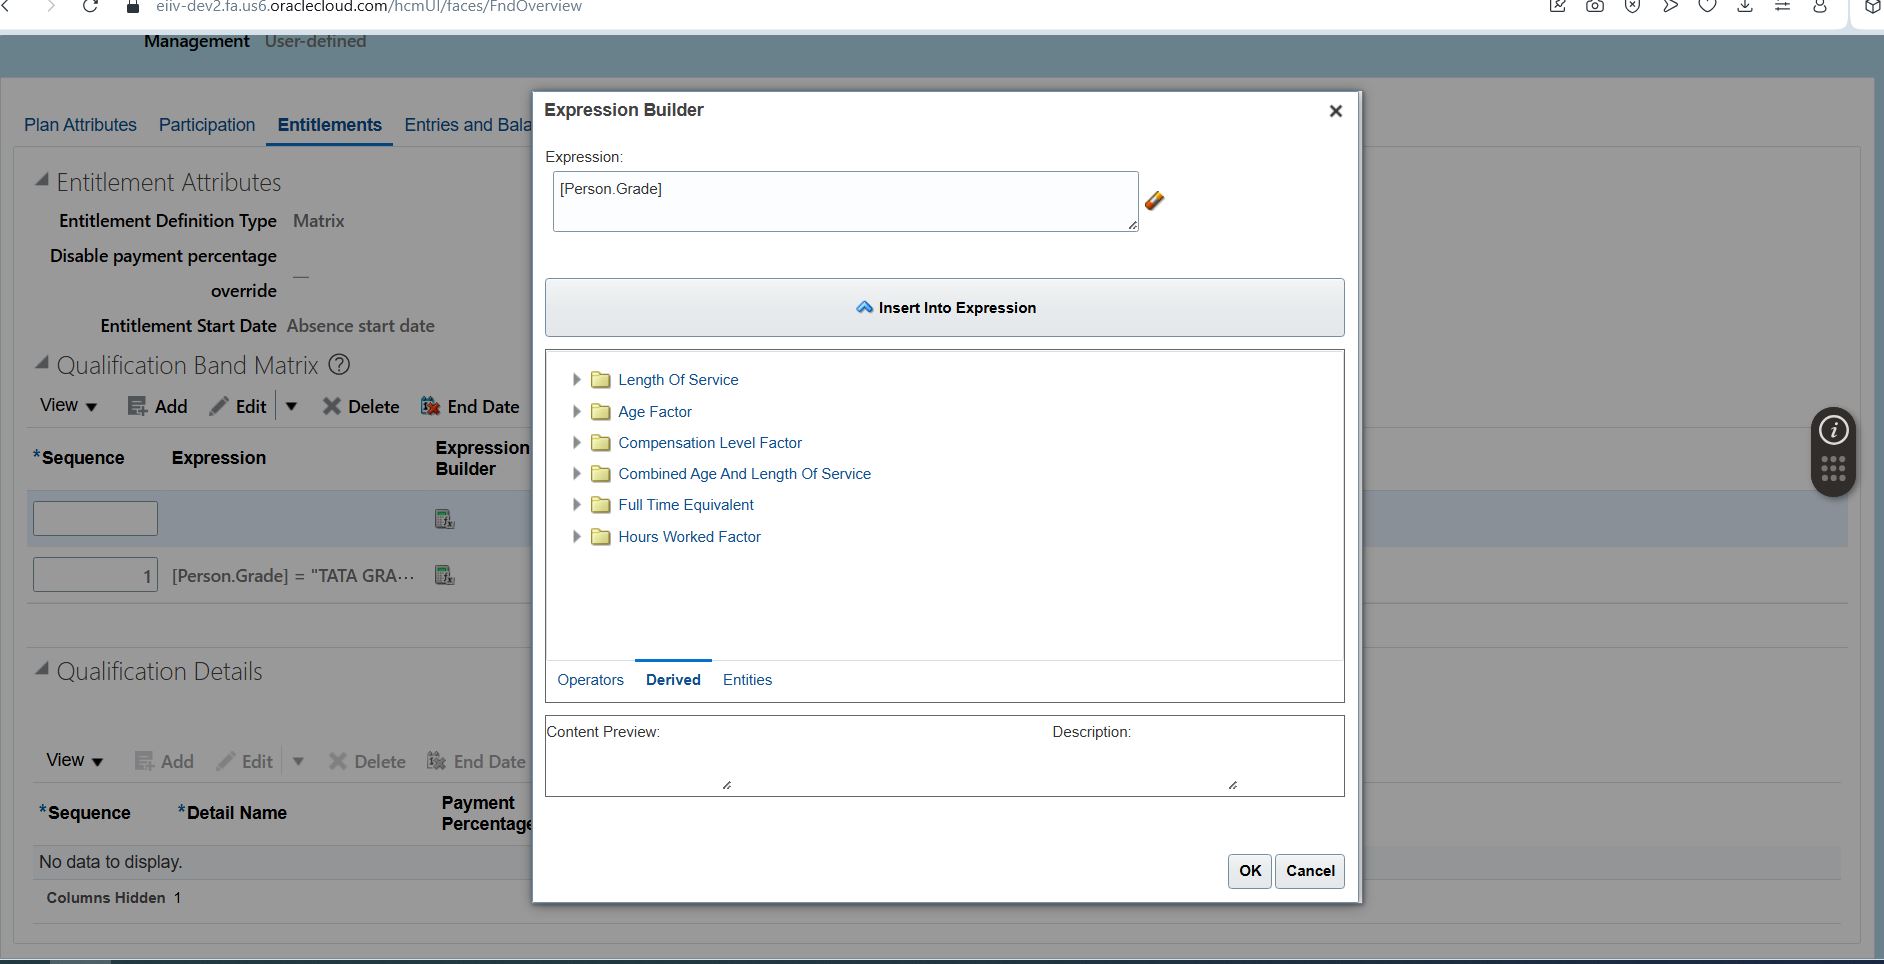 eiiv-dev2.fa.us6.oraclecloud.com/hcmUI/faces/FndOverview
Management User-defined
Plan Attributes Participation Entitlements Entries and Bala
Entitlement Attributes
Entitlement Definition Type Matrix
Disable payment percentage
override
Entitlement Start Date Absence start date
Qualification Band Matrix
View Add Edit Delete End Date
*Sequence Expression Expression
Builder
1 [Person.Grade] = "TATA GRA...
Qualification Details
View Add Edit Delete End Date
*Sequence *Detail Name Payment
Percentage
No data to display.
Columns Hidden 1
Expression Builder
Expression:
[Person.Grade]
Insert Into Expression
Length Of Service
Age Factor
Compensation Level Factor
Combined Age And Length Of Service
Full Time Equivalent
Hours Worked Factor
Operators Derived Entities
Content Preview: Description:
OK Cancel